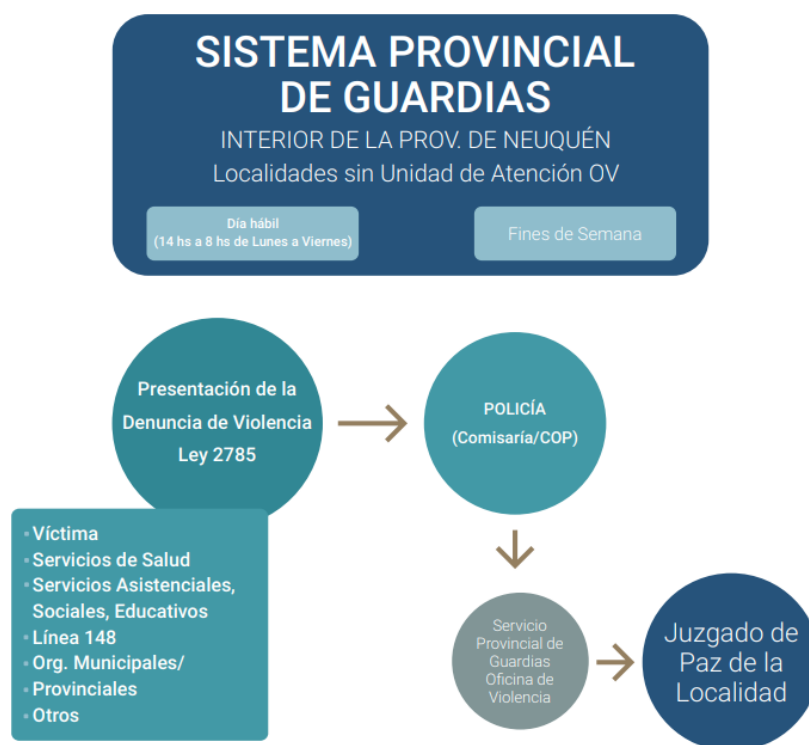 SISTEMA PROVINCIAL
DE GUARDIAS
INTERIOR DE LA PROV. DE NEUQUÉN
Localidades sin Unidad de Atención OV
Día hábil
(14 hs a 8 hs de Lunes a Viernes)
Fines de Semana
Presentación de la
Denuncia de Violencia
Ley 2785
POLICÍA
(Comisaría/COP)
Víctima
Servicios de Salud
Servicios Asistenciales,
Sociales, Educativos
Línea 148
Org. Municipales/
Provinciales
Otros
Servicio
Provincial de
Guardias
Oficina de
Violencia
Juzgado de
Paz de la
Localidad